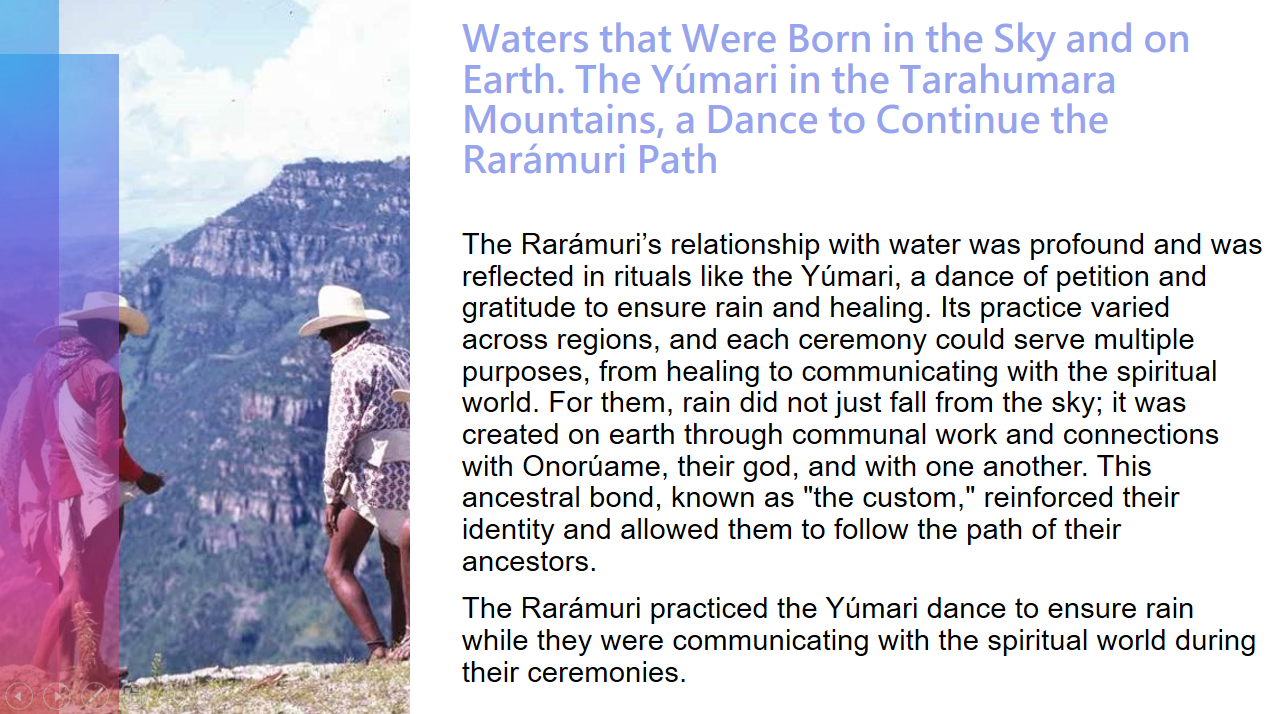 Waters that Were Born in the Sky and on
Earth. The Yúmari in the Tarahumara
Mountains, a Dance to Continue the
Rarámuri Path
The Rarámuri’s relationship with water was profound and was
reflected in rituals like the Yúmari, a dance of petition and
gratitude to ensure rain and healing. Its practice varied
across regions, and each ceremony could serve multiple
purposes, from healing to communicating with the spiritual
world. For them, rain did not just fall from the sky; it was
created on earth through communal work and connections
with Onorúame, their god, and with one another. This
ancestral bond, known as "the custom," reinforced their
identity and allowed them to follow the path of their
ancestors.
The Rarámuri practiced the Yúmari dance to ensure rain
while they were communicating with the spiritual world during
their ceremonies.